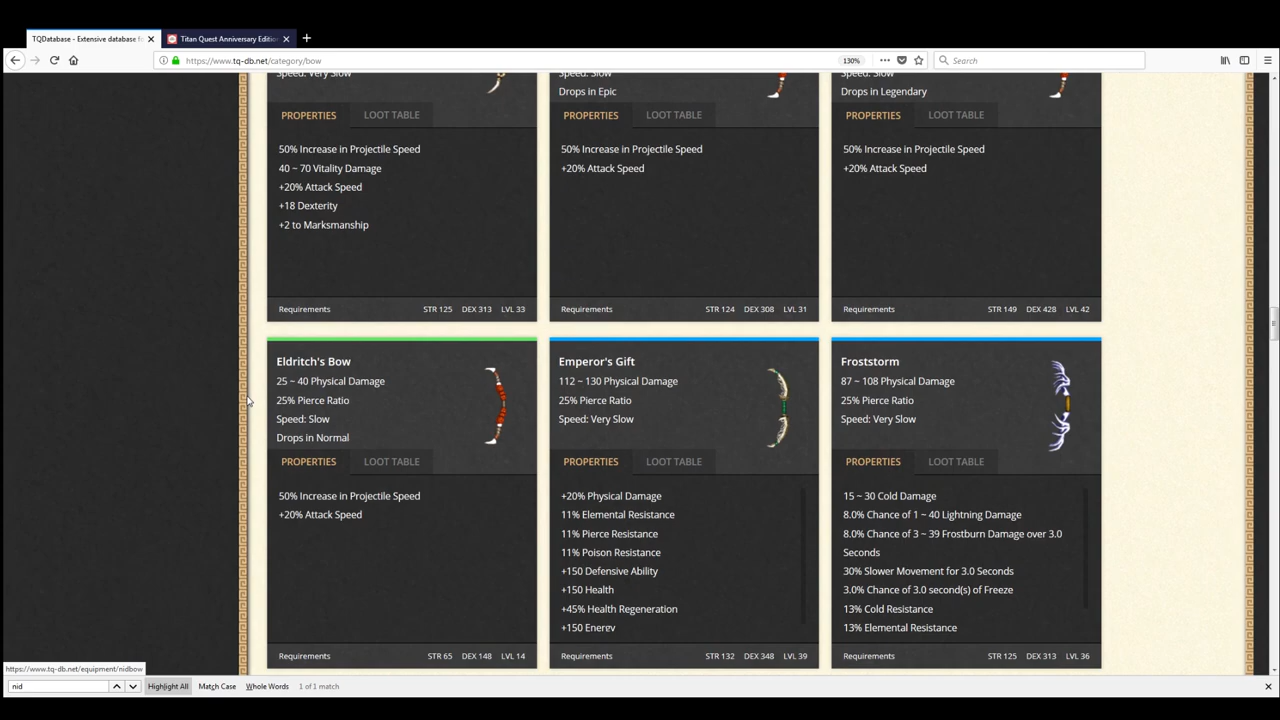 TQDatabase - Extensive database f
Titan Quest Anniversary Edition
https://www.tq-db.net/category/bow
130%
Search
Speed: Very Slow
Speed: Slow
Speed: Slow
Drops in Epic
Drops in Legendary
PROPERTIES LOOT TABLE
PROPERTIES LOOT TABLE
PROPERTIES LOOT TABLE
50% Increase in Projectile Speed
40 ~ 70 Vitality Damage
+20% Attack Speed
+18 Dexterity
+2 to Marksmanship
50% Increase in Projectile Speed
+20% Attack Speed
50% Increase in Projectile Speed
+20% Attack Speed
Requirements STR 125 DEX 313 LVL 33
Requirements STR 124 DEX 308 LVL 31
Requirements STR 149 DEX 428 LVL 42
Eldritch's Bow
25 ~ 40 Physical Damage
25% Pierce Ratio
Speed: Slow
Drops in Normal
PROPERTIES LOOT TABLE
50% Increase in Projectile Speed
+20% Attack Speed
Requirements STR 65 DEX 148 LVL 14
Emperor's Gift
112 ~ 130 Physical Damage
25% Pierce Ratio
Speed: Very Slow
PROPERTIES LOOT TABLE
+20% Physical Damage
11% Elemental Resistance
11% Pierce Resistance
11% Poison Resistance
+150 Defensive Ability
+150 Health
+45% Health Regeneration
+150 Energy
Requirements STR 132 DEX 348 LVL 39
Froststorm
87 ~ 108 Physical Damage
25% Pierce Ratio
Speed: Very Slow
PROPERTIES LOOT TABLE
15 ~ 30 Cold Damage
8.0% Chance of 1 ~ 40 Lightning Damage
8.0% Chance of 3 ~ 39 Frostburn Damage over 3.0
Seconds
30% Slower Movement for 3.0 Seconds
3.0% Chance of 3.0 second(s) of Freeze
13% Cold Resistance
13% Elemental Resistance
Requirements STR 125 DEX 313 LVL 36
https://www.tq-db.net/equipment/nidbow
nid
Highlight All Match Case Whole Words 1 of 1 match